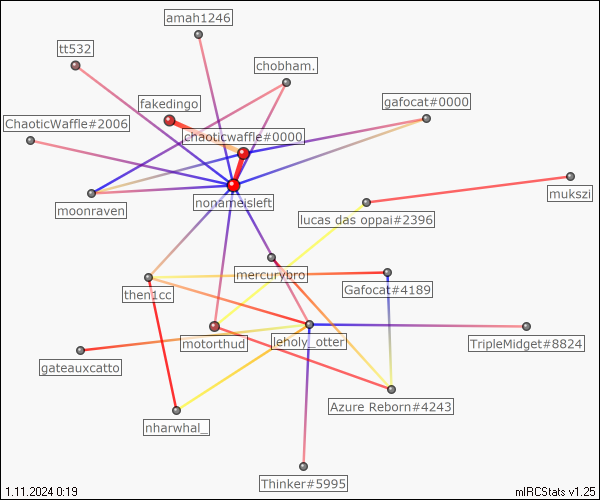 amah1246
tt532
chobham.
fakedingo
gafocat#0000
ChaoticWaffle#2006
chaoticwaffle#0000
mukszi
nonameisleft
moonraven
lucas das oppai#2396
mercurybro
then1cc
Gafocat#4189
motorthud
leholy_otter
TripleMidget#8824
gateauxcatto
Azure Reborn#4243
nharwhal_
Thinker#5995
1.11.2024 0:19
mIRCStats v1.25